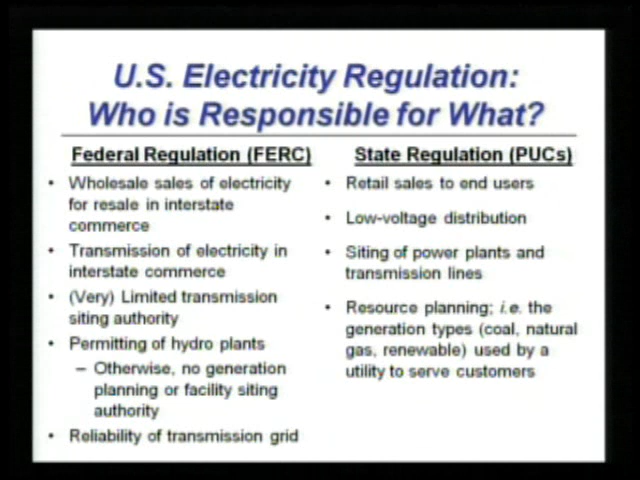 U.S. Electricity Regulation:
Who is Responsible for What?
Federal Regulation (FERC)
• Wholesale sales of electricity
for resale in interstate
commerce
• Transmission of electricity in
interstate commerce
• (Very) Limited transmission
siting authority
• Permitting of hydro plants
– Otherwise, no generation
planning or facility siting
authority
• Reliability of transmission grid
State Regulation (PUCs)
• Retail sales to end users
• Low-voltage distribution
• Siting of power plants and
transmission lines
• Resource planning; i.e. the
generation types (coal, natural
gas, renewable) used by a
utility to serve customers